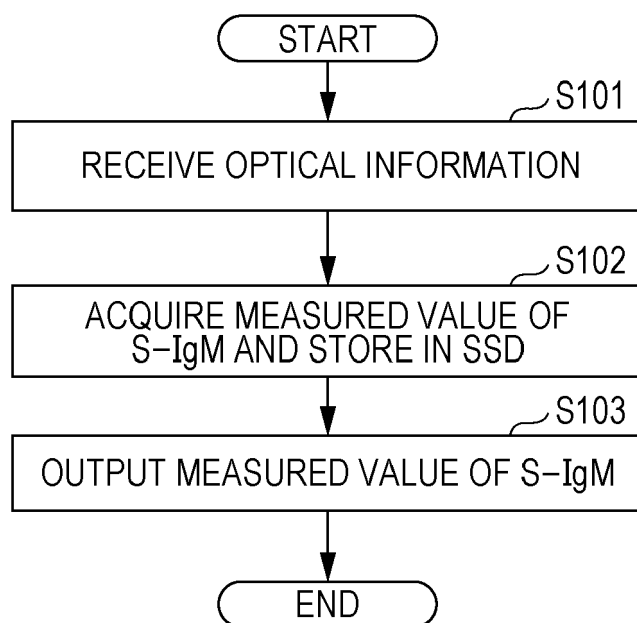 START
S101
RECEIVE OPTICAL INFORMATION
S102
ACQUIRE MEASURED VALUE OF
S-IgM AND STORE IN SSD
S103
OUTPUT MEASURED VALUE OF S-IgM
END